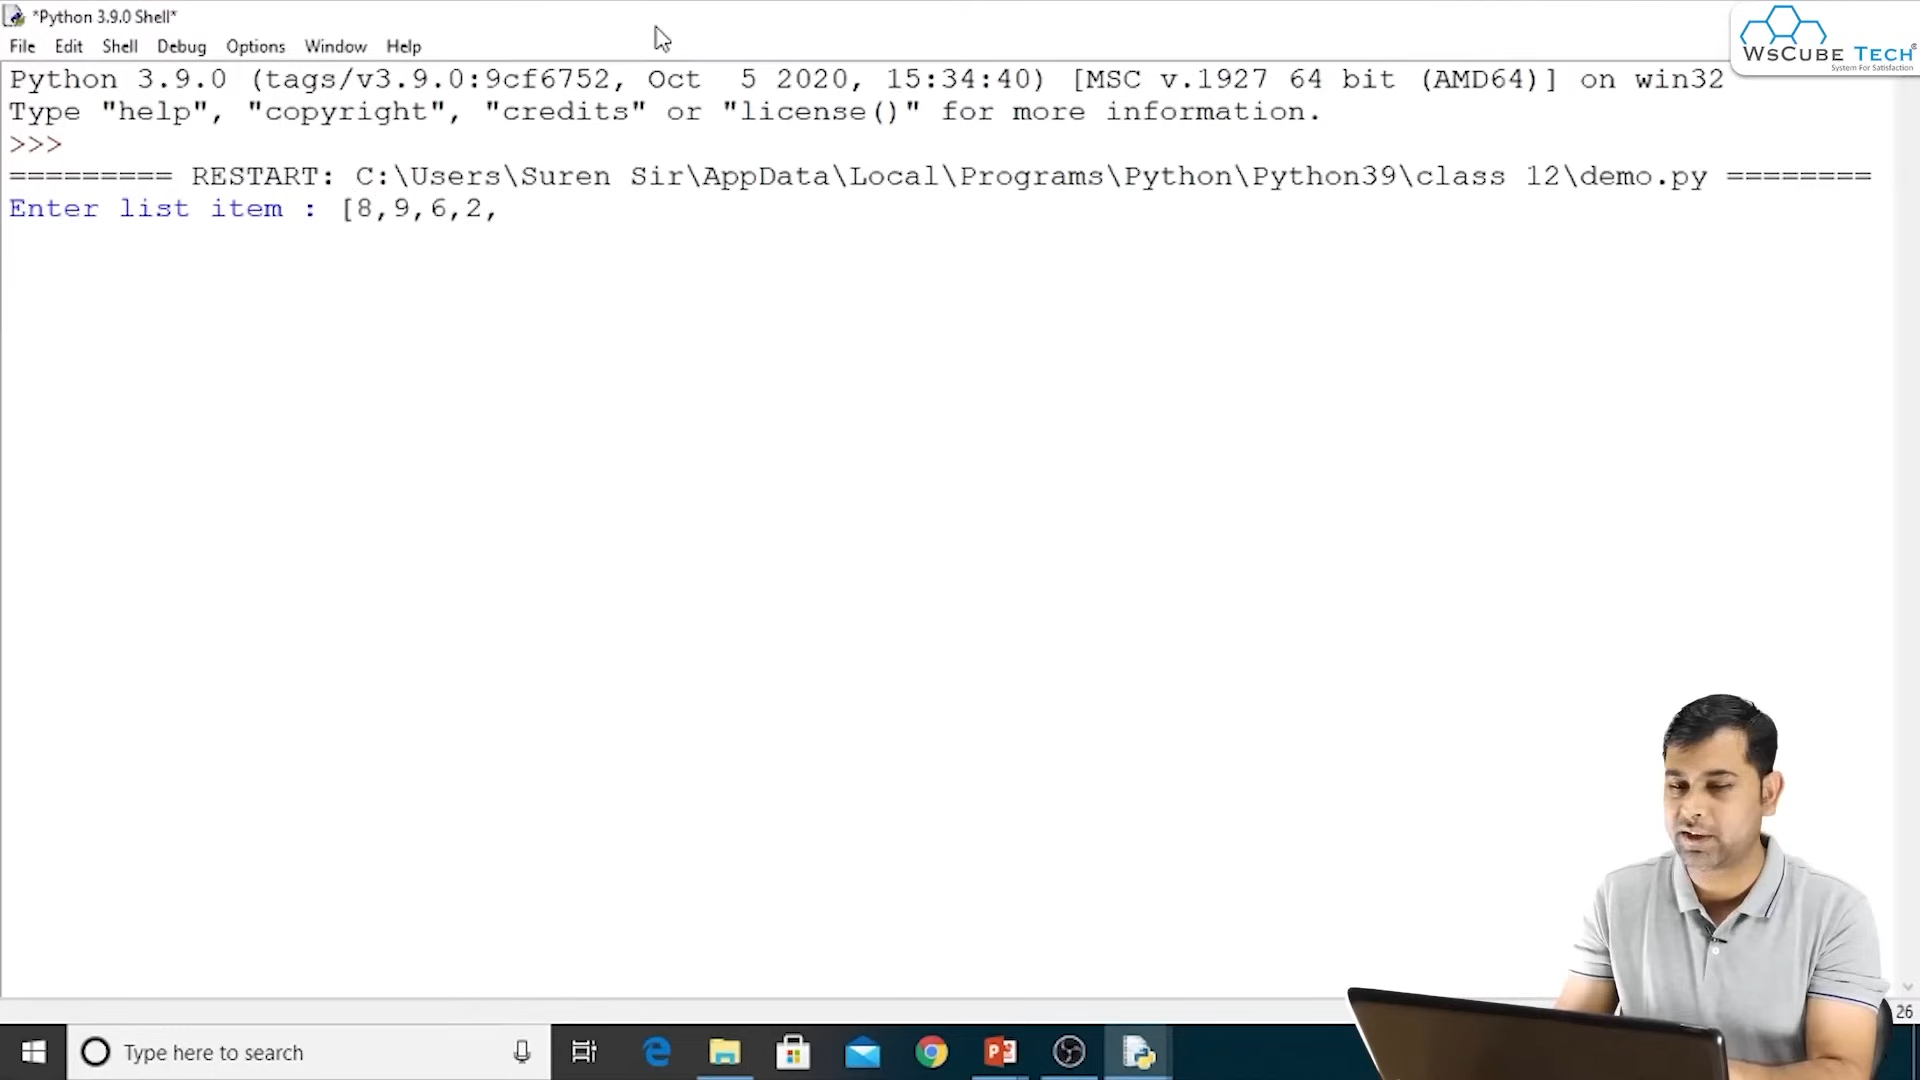 *Python 3.9.0 Shell*
File Edit Shell Debug Options Window Help
WsCube Tech
System For Satisfaction
Python 3.9.0 (tags/v3.9.0:9cf6752, Oct  5 2020, 15:34:40) [MSC v.1927 64 bit (AMD64)] on win32
Type "help", "copyright", "credits" or "license()" for more information.
>>>
========= RESTART: C:\Users\Suren Sir\AppData\Local\Programs\Python\Python39\class 12\demo.py ========
Enter list item : [8,9,6,2,
26
Type here to search